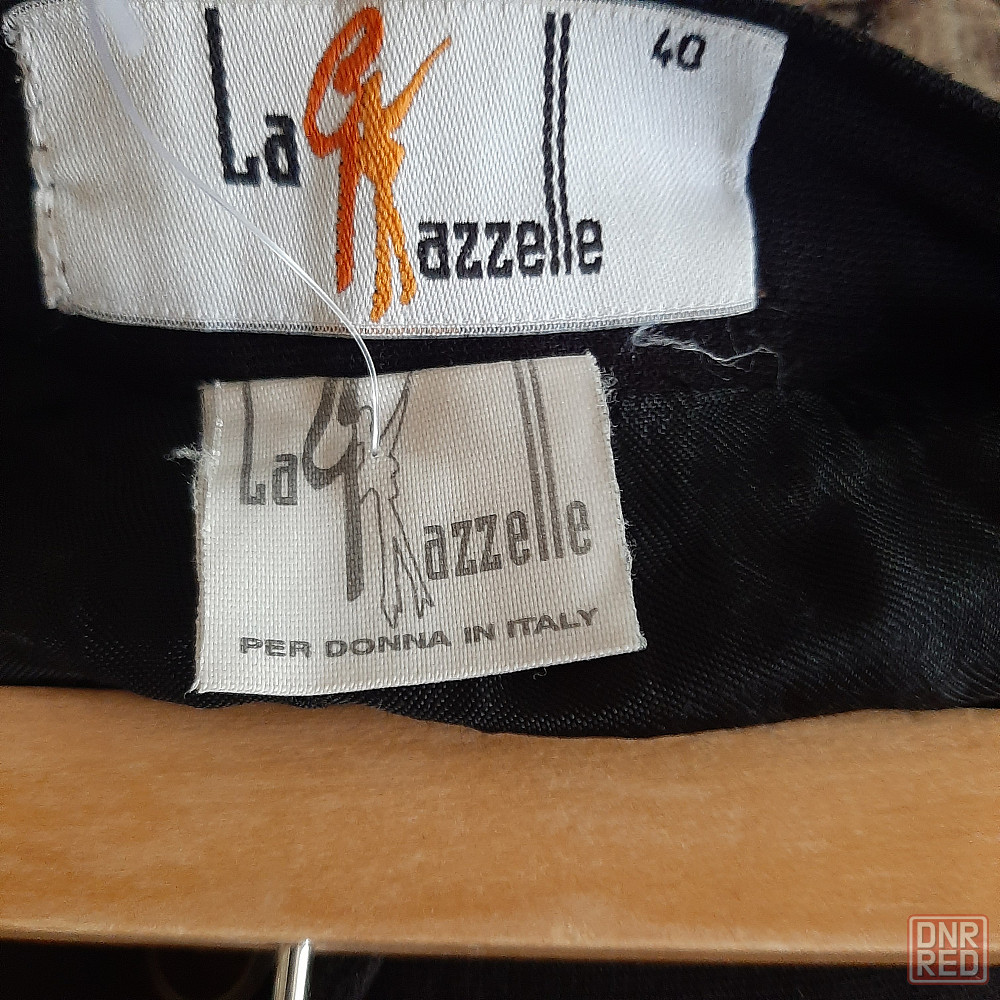 40
La Gazzelle
La Gazzelle
PER DONNA IN ITALY
DNR
RED